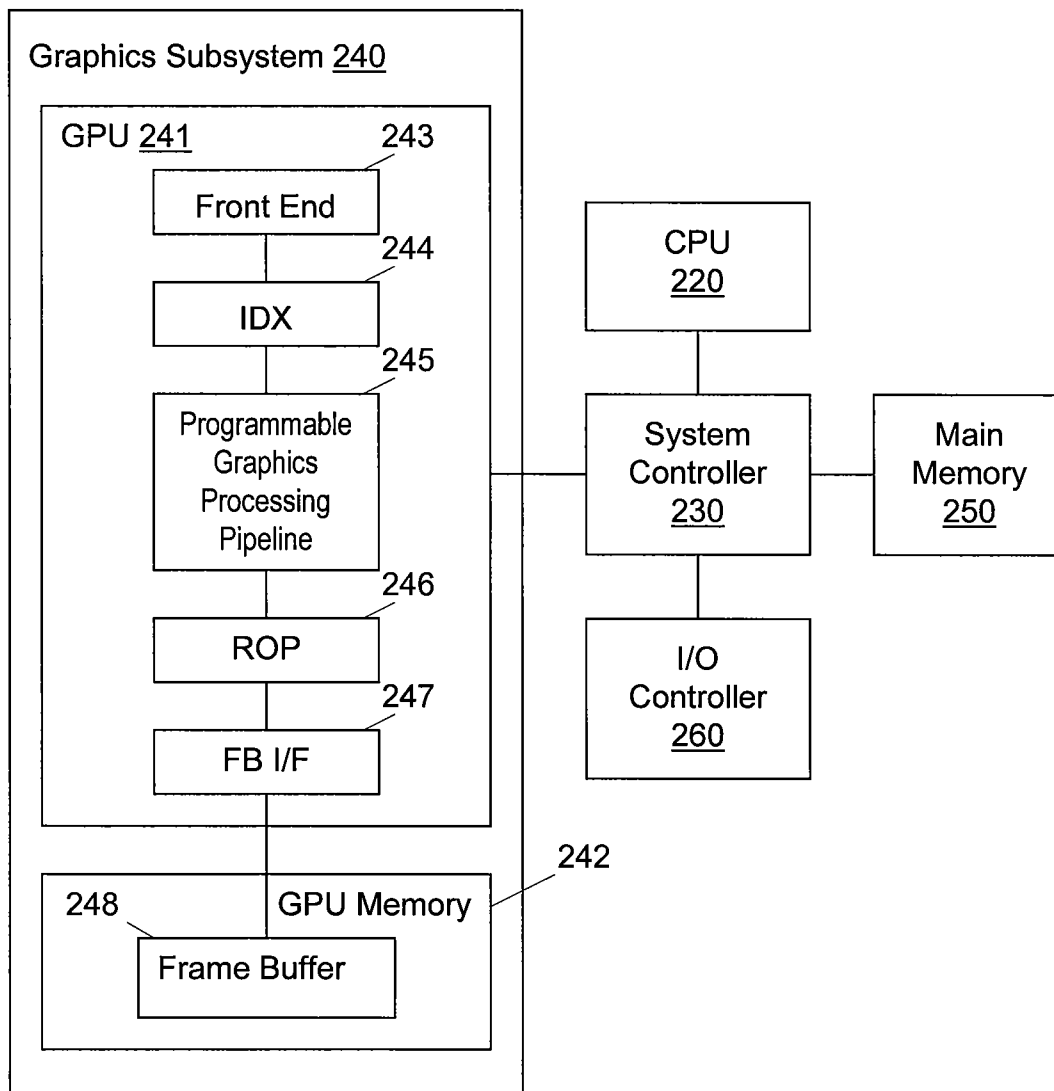 Graphics Subsystem 240
GPU 241
243
Front End
244
IDX
245
Programmable
Graphics
Processing
Pipeline
246
ROP
247
FB I/F
242
GPU Memory
248
Frame Buffer
CPU
220
System
Controller
230
Main
Memory
250
I/O
Controller
260